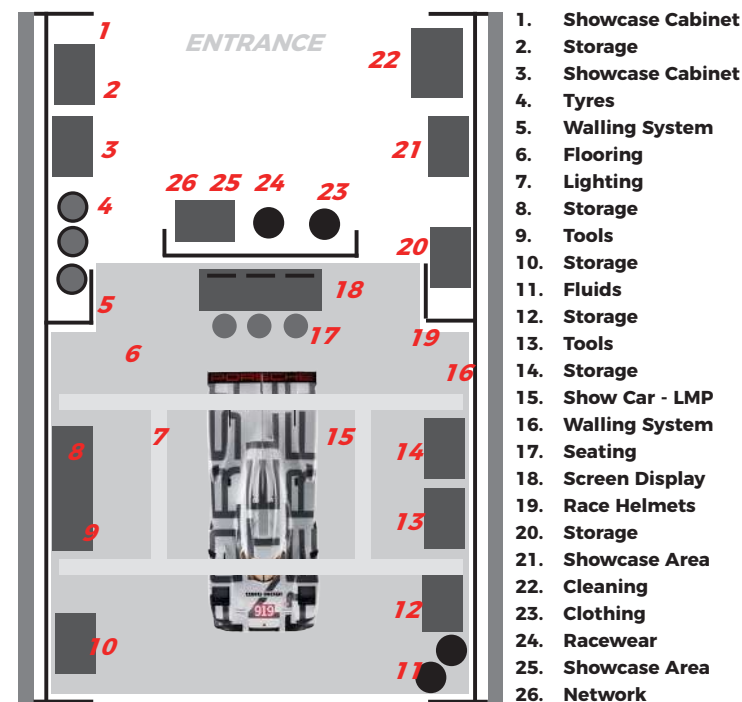 ENTRANCE
1
2
3
4
5
6
7
8
9
10
11
12
13
14
15
16
17
18
19
20
21
22
23
24
25
26
PORSCHE
919
1. Showcase Cabinet
2. Storage
3. Showcase Cabinet
4. Tyres
5. Walling System
6. Flooring
7. Lighting
8. Storage
9. Tools
10. Storage
11. Fluids
12. Storage
13. Tools
14. Storage
15. Show Car - LMP
16. Walling System
17. Seating
18. Screen Display
19. Race Helmets
20. Storage
21. Showcase Area
22. Cleaning
23. Clothing
24. Racewear
25. Showcase Area
26. Network